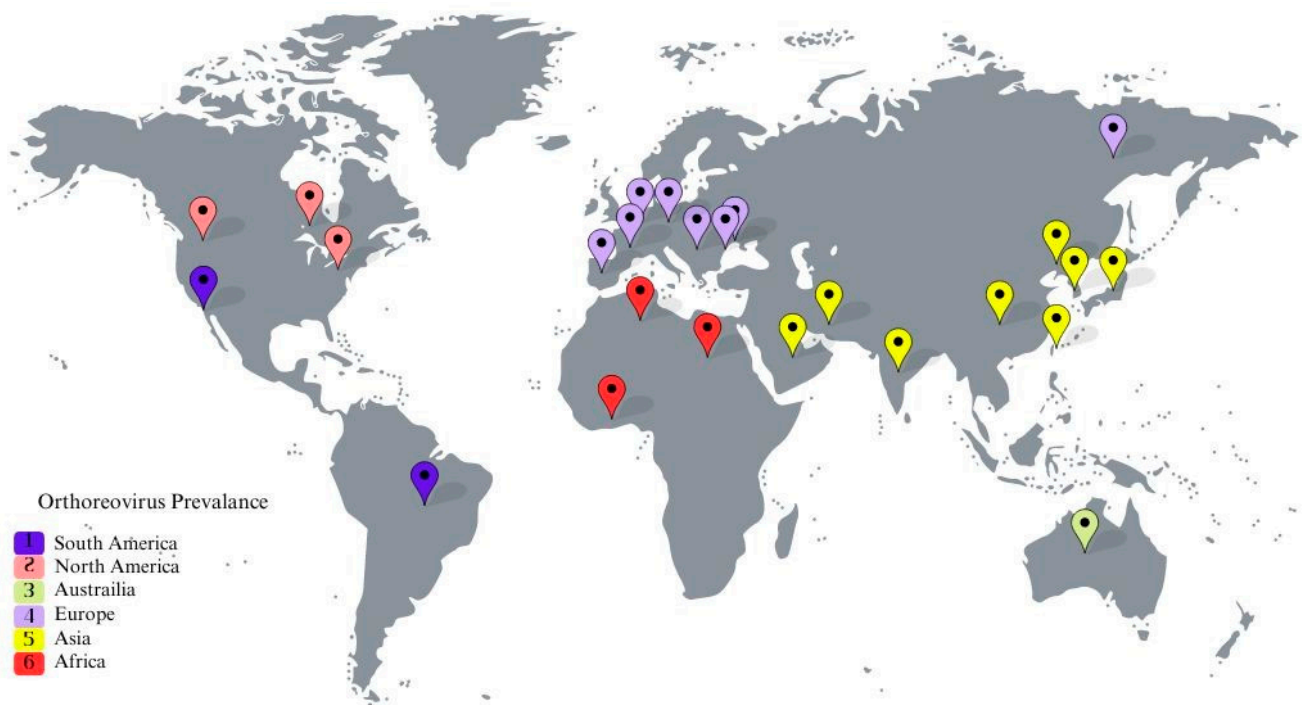 Orthoreovirus Prevalance
1 South America
2 North America
3 Austrailia
4 Europe
5 Asia
6 Africa